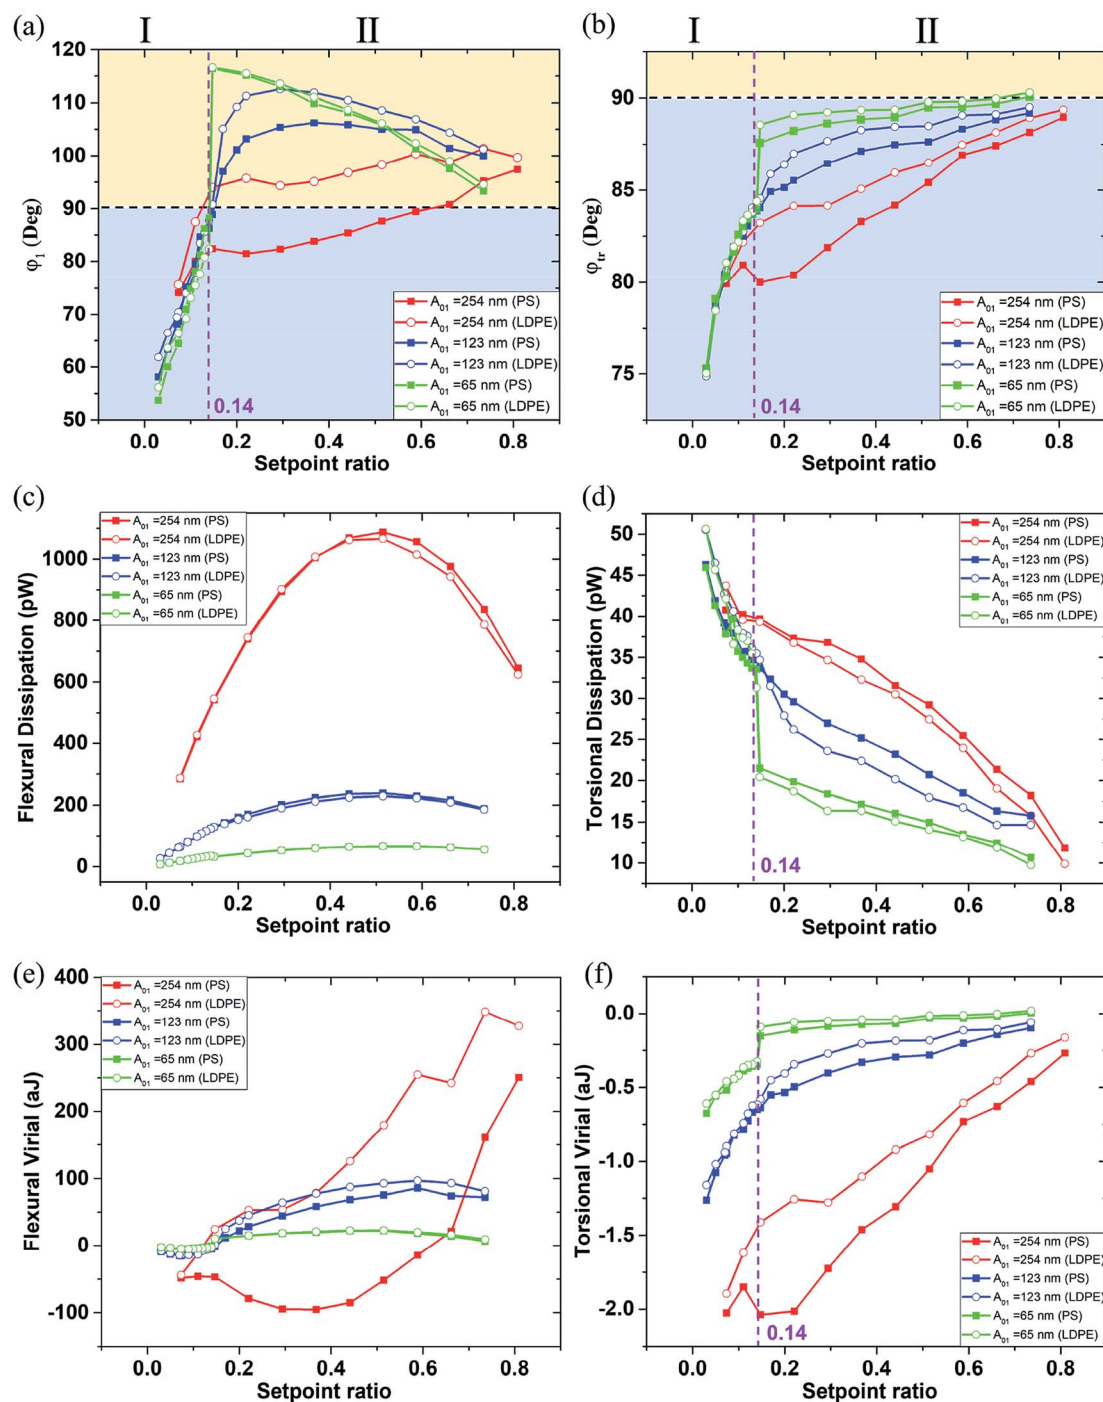 (a)
I
II
120
110
100
90
80
70
60
50
φ1 (Deg)
A01 =254 nm (PS)
A01 =254 nm (LDPE)
A01 =123 nm (PS)
A01 =123 nm (LDPE)
A01 =65 nm (PS)
A01 =65 nm (LDPE)
0.14
0.0 0.2 0.4 0.6 0.8
Setpoint ratio
(b)
I
II
90
85
80
75
φtr (Deg)
A01 =254 nm (PS)
A01 =254 nm (LDPE)
A01 =123 nm (PS)
A01 =123 nm (LDPE)
A01 =65 nm (PS)
A01 =65 nm (LDPE)
0.14
0.0 0.2 0.4 0.6 0.8
Setpoint ratio
(c)
A01 =254 nm (PS)
A01 =254 nm (LDPE)
A01 =123 nm (PS)
A01 =123 nm (LDPE)
A01 =65 nm (PS)
A01 =65 nm (LDPE)
1000
800
600
400
200
0
Flexural Dissipation (pW)
0.0 0.2 0.4 0.6 0.8
Setpoint ratio
(d)
50
45
40
35
30
25
20
15
10
Torsional Dissipation (pW)
A01 =254 nm (PS)
A01 =254 nm (LDPE)
A01 =123 nm (PS)
A01 =123 nm (LDPE)
A01 =65 nm (PS)
A01 =65 nm (LDPE)
0.14
0.0 0.2 0.4 0.6 0.8
Setpoint ratio
(e)
400
300
200
100
0
-100
Flexural Virial (aJ)
A01 =254 nm (PS)
A01 =254 nm (LDPE)
A01 =123 nm (PS)
A01 =123 nm (LDPE)
A01 =65 nm (PS)
A01 =65 nm (LDPE)
0.0 0.2 0.4 0.6 0.8
Setpoint ratio
(f)
0.0
-0.5
-1.0
-1.5
-2.0
Torsional Virial (aJ)
A01 =254 nm (PS)
A01 =254 nm (LDPE)
A01 =123 nm (PS)
A01 =123 nm (LDPE)
A01 =65 nm (PS)
A01 =65 nm (LDPE)
0.14
0.0 0.2 0.4 0.6 0.8
Setpoint ratio